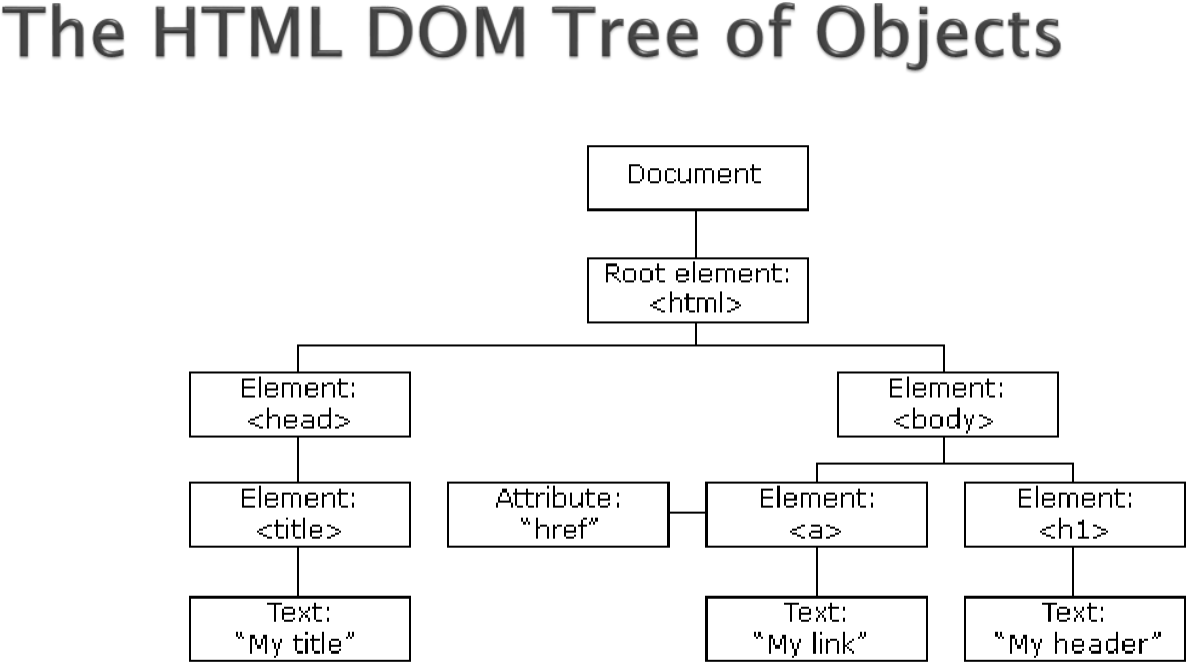 The HTML DOM Tree of Objects
Document
Root element:
<html>
Element:
<head>
Element:
<body>
Element:
<title>
Attribute:
“href”
Element:
<a>
Element:
<h1>
Text:
“My title”
Text:
“My link”
Text:
“My header”